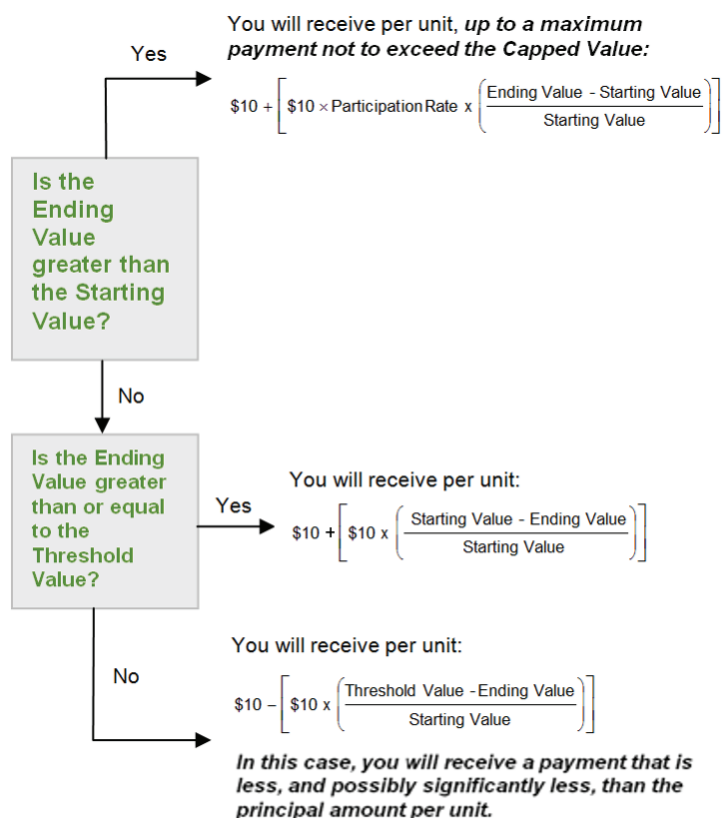 You will receive per unit, up to a maximum
payment not to exceed the Capped Value:
Yes
$10 + [ $10 × Participation Rate x ( Ending Value - Starting Value / Starting Value ) ]
Is the
Ending
Value
greater than
the Starting
Value?
No
Is the Ending
Value greater
than or equal
to the
Threshold
Value?
Yes
You will receive per unit:
$10 + [ $10 x ( Starting Value - Ending Value / Starting Value ) ]
No
You will receive per unit:
$10 – [ $10 x ( Threshold Value - Ending Value / Starting Value ) ]
In this case, you will receive a payment that is
less, and possibly significantly less, than the
principal amount per unit.